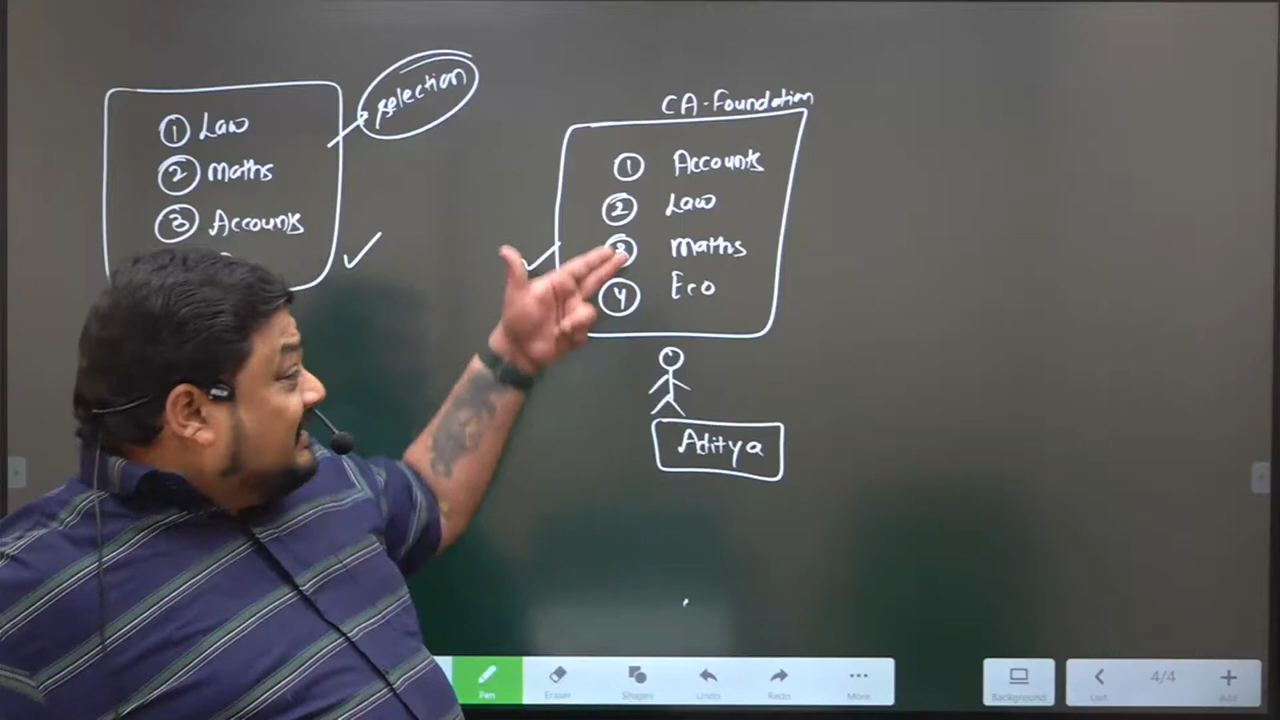 selection
① Law
② Maths
③ Accounts
CA-Foundation
① Accounts
② Law
③ Maths
④ Eco
Aditya
Pen
Eraser
Shapes
Undo
Redo
More
Background
List
4/4
Add